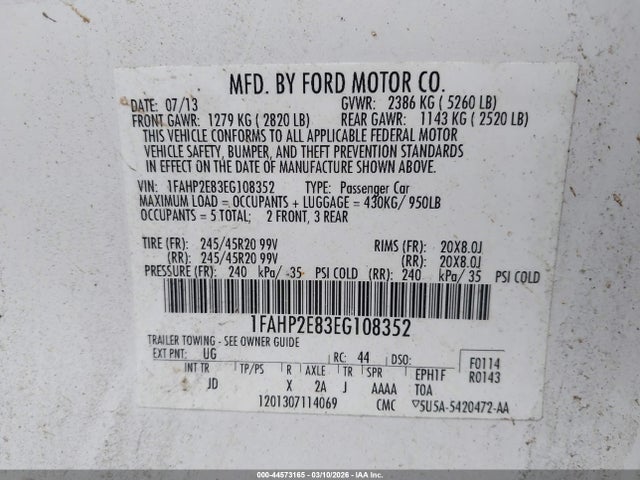 MFD. BY FORD MOTOR CO.
DATE: 07/13 GVWR: 2386 KG ( 5260 LB)
FRONT GAWR: 1279 KG ( 2820 LB) REAR GAWR: 1143 KG ( 2520 LB)
THIS VEHICLE CONFORMS TO ALL APPLICABLE FEDERAL MOTOR
VEHICLE SAFETY, BUMPER, AND THEFT PREVENTION STANDARDS
IN EFFECT ON THE DATE OF MANUFACTURE SHOWN ABOVE.
VIN: 1FAHP2E83EG108352 TYPE: Passenger Car
MAXIMUM LOAD = OCCUPANTS + LUGGAGE = 430KG/ 950LB
OCCUPANTS = 5 TOTAL; 2 FRONT, 3 REAR
TIRE (FR): 245/45R20 99V RIMS (FR): 20X8.0J
(RR): 245/45R20 99V (RR): 20X8.0J
PRESSURE (FR): 240 kPa/ 35 PSI COLD (RR): 240 kPa/ 35 PSI COLD
1FAHP2E83EG108352
TRAILER TOWING - SEE OWNER GUIDE
EXT PNT: UG RC: 44 DSO: F0114
INT TR TP/PS R AXLE TR SPR EPH1F R0143
JD X 2A J AAAA TOA
1201307114069 CMC ▽5U5A-5420472-AA
000-44573165 - 03/10/2026 - IAA Inc.